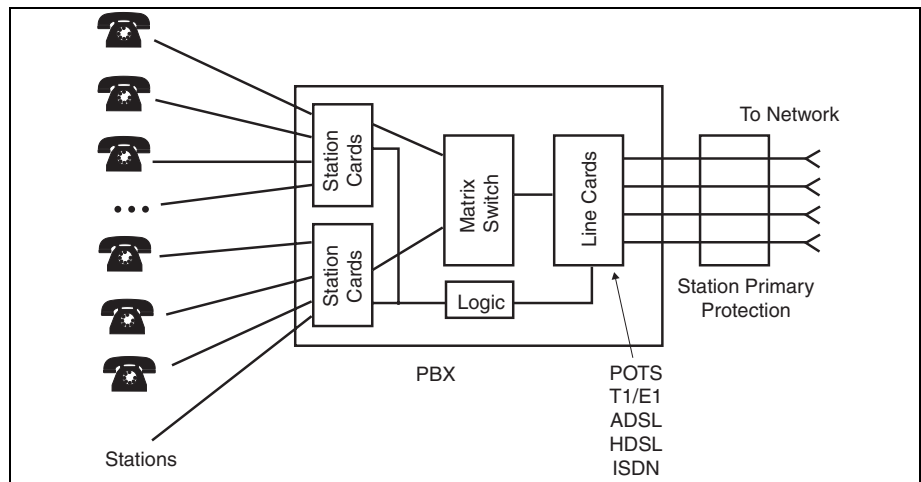 To Network
Station
Cards
Matrix
Switch
Line Cards
...
Station
Cards
Logic
Station Primary
Protection
PBX
POTS
T1/E1
ADSL
HDSL
ISDN
Stations